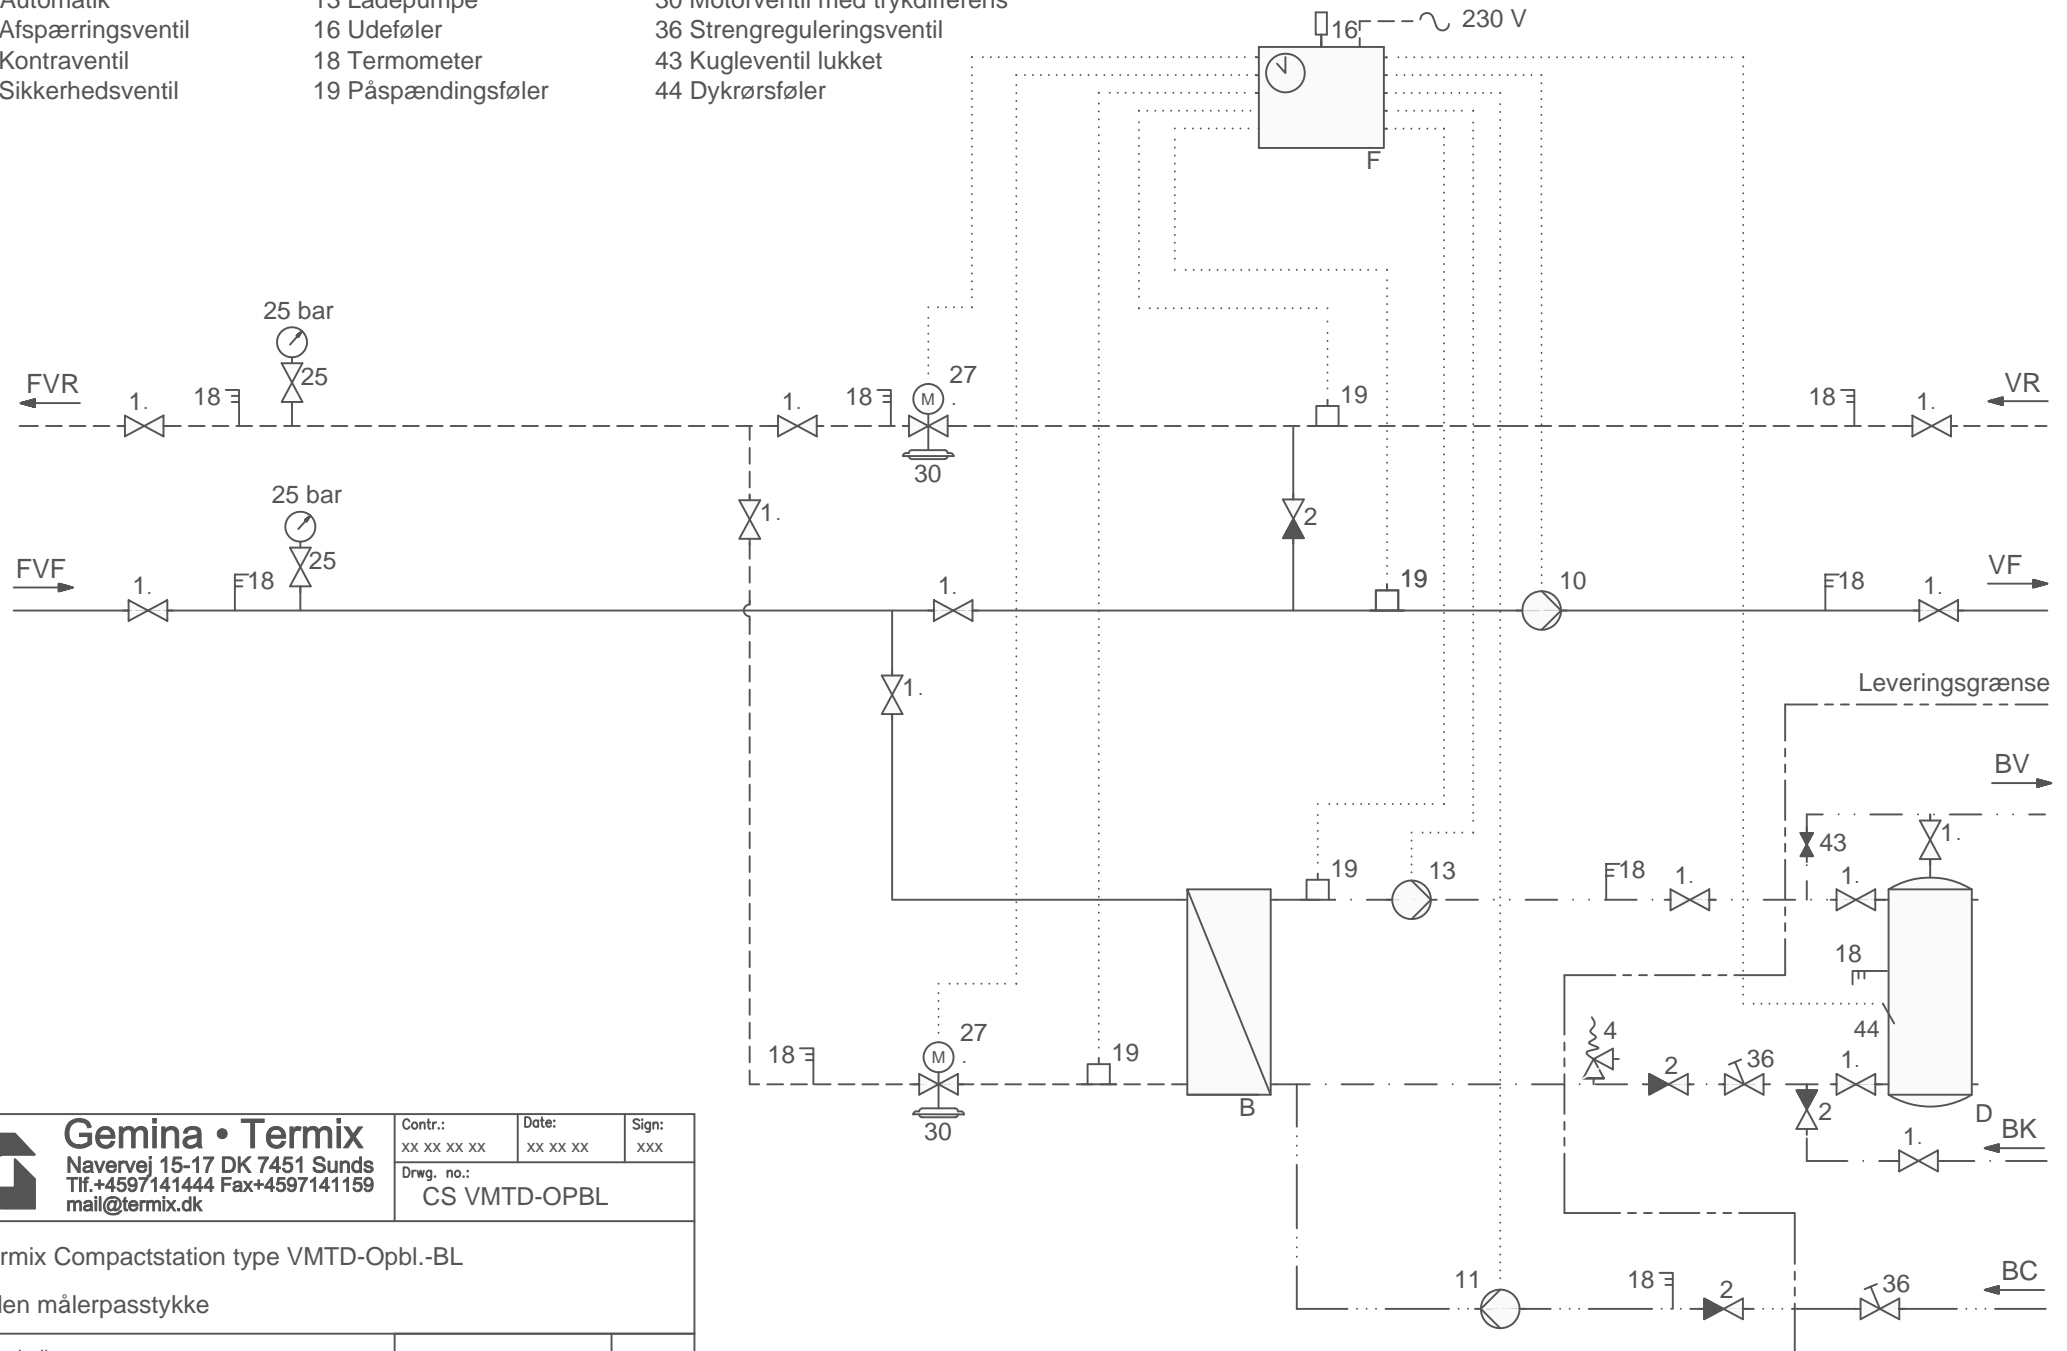 Automatik 13 Ladepumpe 30 Motorventil med trykdifferens
Afspærringsventil 16 Udeføler 36 Strengreguleringsventil
Kontraventil 18 Termometer 43 Kugleventil lukket
Sikkerhedsventil 19 Påspændingsføler 44 Dykrørsføler
16 230 V
F
25 bar
FVR 1. 18 25 1. 18 M 27 19 18 1. VR
30
25 bar
1. 2
FVF 1. 18 25 1. 19 10 18 1. VF
1.
Leveringsgrænse
BV
43 1.
19 13 18 1. 1.
18
44
18 M 27 19 4 2 36 1.
30 B 2 D
1. BK
11 18 2 36 BC
Gemina • Termix
Navervej 15-17 DK 7451 Sunds
Tlf.+4597141444 Fax+4597141159
mail@termix.dk
Contr.: Date: Sign:
xx xx xx xx xx xx xx xxx
Drwg. no.:
CS VMTD-OPBL
rmix Compactstation type VMTD-Opbl.-BL
en målerpasstykke